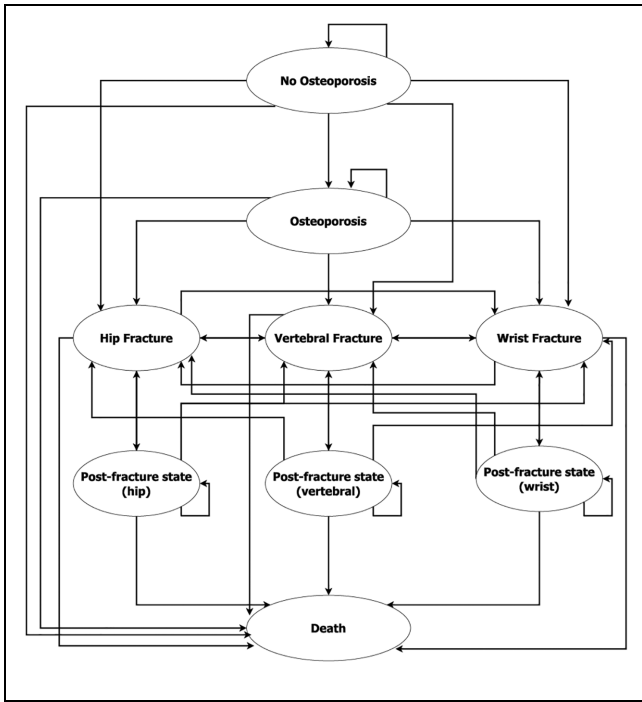 No Osteoporosis
Osteoporosis
Hip Fracture
Vertebral Fracture
Wrist Fracture
Post-fracture state
(hip)
Post-fracture state
(vertebral)
Post-fracture state
(wrist)
Death